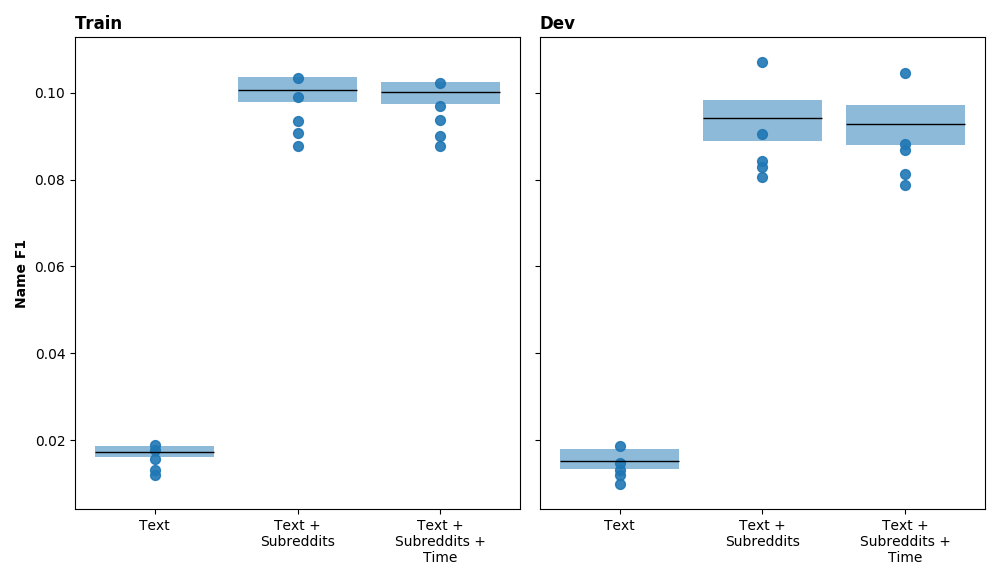 Train
Dev
Name F1
0.10
0.08
0.06
0.04
0.02
Text
Text +
Subreddits
Text +
Subreddits +
Time
Text
Text +
Subreddits
Text +
Subreddits +
Time